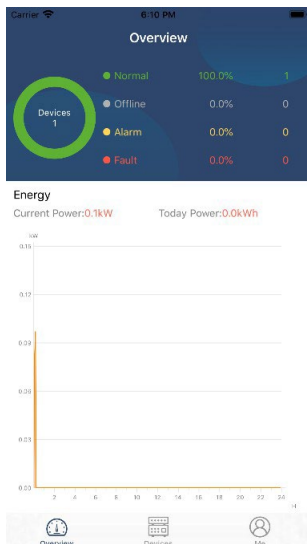 Carrier 6:10 PM
Overview
Devices
1
Normal 100.0% 1
Offline 0.0% 0
Alarm 0.0% 0
Fault 0.0% 0
Energy
Current Power:0.1kW Today Power:0.0kWh
kW
0.15
0.12
0.09
0.06
0.03
0.00
2 4 6 8 10 12 14 16 18 20 22 24
H
Overview Devices Me